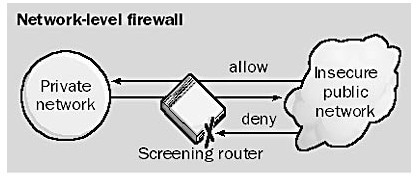 Network-level firewall
allow
Private
network
Insecure
public
network
deny
Screening router